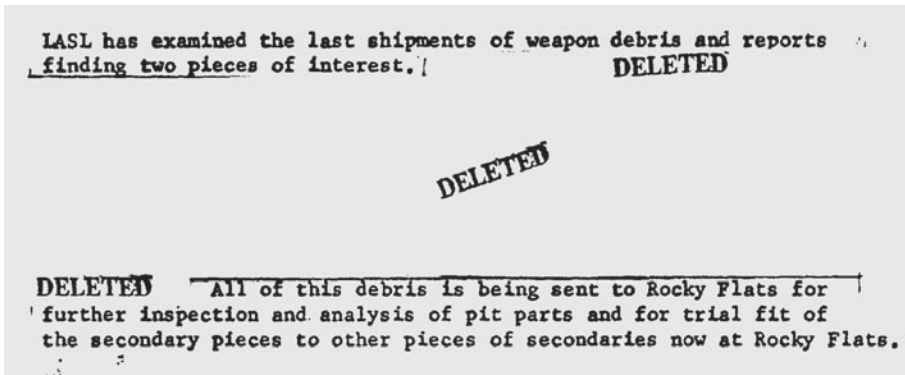 LASL has examined the last shipments of weapon debris and reports
finding two pieces of interest. DELETED
DELETED
DELETED All of this debris is being sent to Rocky Flats for
further inspection and analysis of pit parts and for trial fit of
the secondary pieces to other pieces of secondaries now at Rocky Flats.